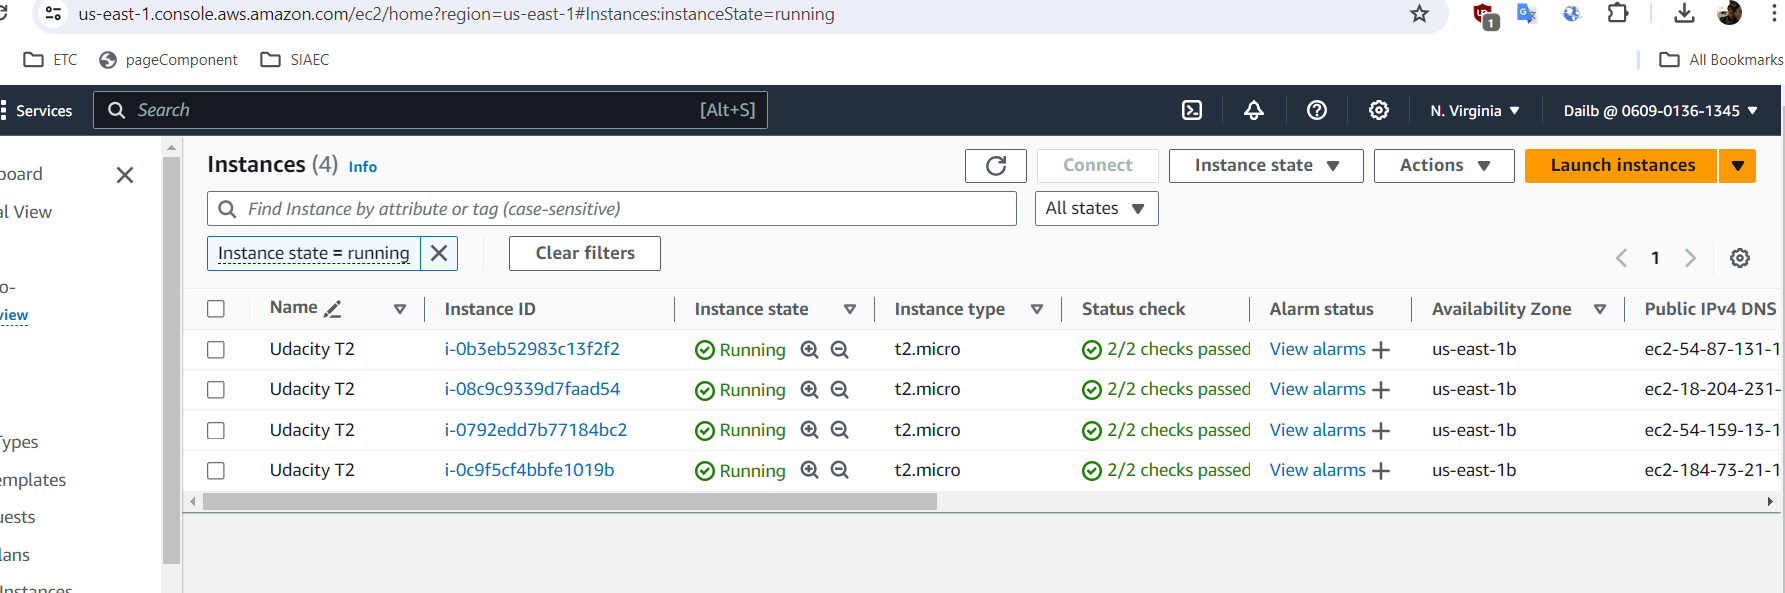 us-east-1.console.aws.amazon.com/ec2/home?region=us-east-1#Instances:instanceState=running
1
ETC pageComponent SIAEC All Bookmarks
Services Search [Alt+S] N. Virginia Dailb @ 0609-0136-1345
Instances (4) Info Connect Instance state Actions Launch instances
View
Find Instance by attribute or tag (case-sensitive) All states
Instance state = running Clear filters 1
Name Instance ID Instance state Instance type Status check Alarm status Availability Zone Public IPv4 DNS
Udacity T2 i-0b3eb52983c13f2f2 Running t2.micro 2/2 checks passed View alarms us-east-1b ec2-54-87-131-1
Udacity T2 i-08c9c9339d7faad54 Running t2.micro 2/2 checks passed View alarms us-east-1b ec2-18-204-231-
Udacity T2 i-0792edd7b77184bc2 Running t2.micro 2/2 checks passed View alarms us-east-1b ec2-54-159-13-1
Udacity T2 i-0c9f5cf4bbfe1019b Running t2.micro 2/2 checks passed View alarms us-east-1b ec2-184-73-21-1
Types
emplates
uests
lans
Instances